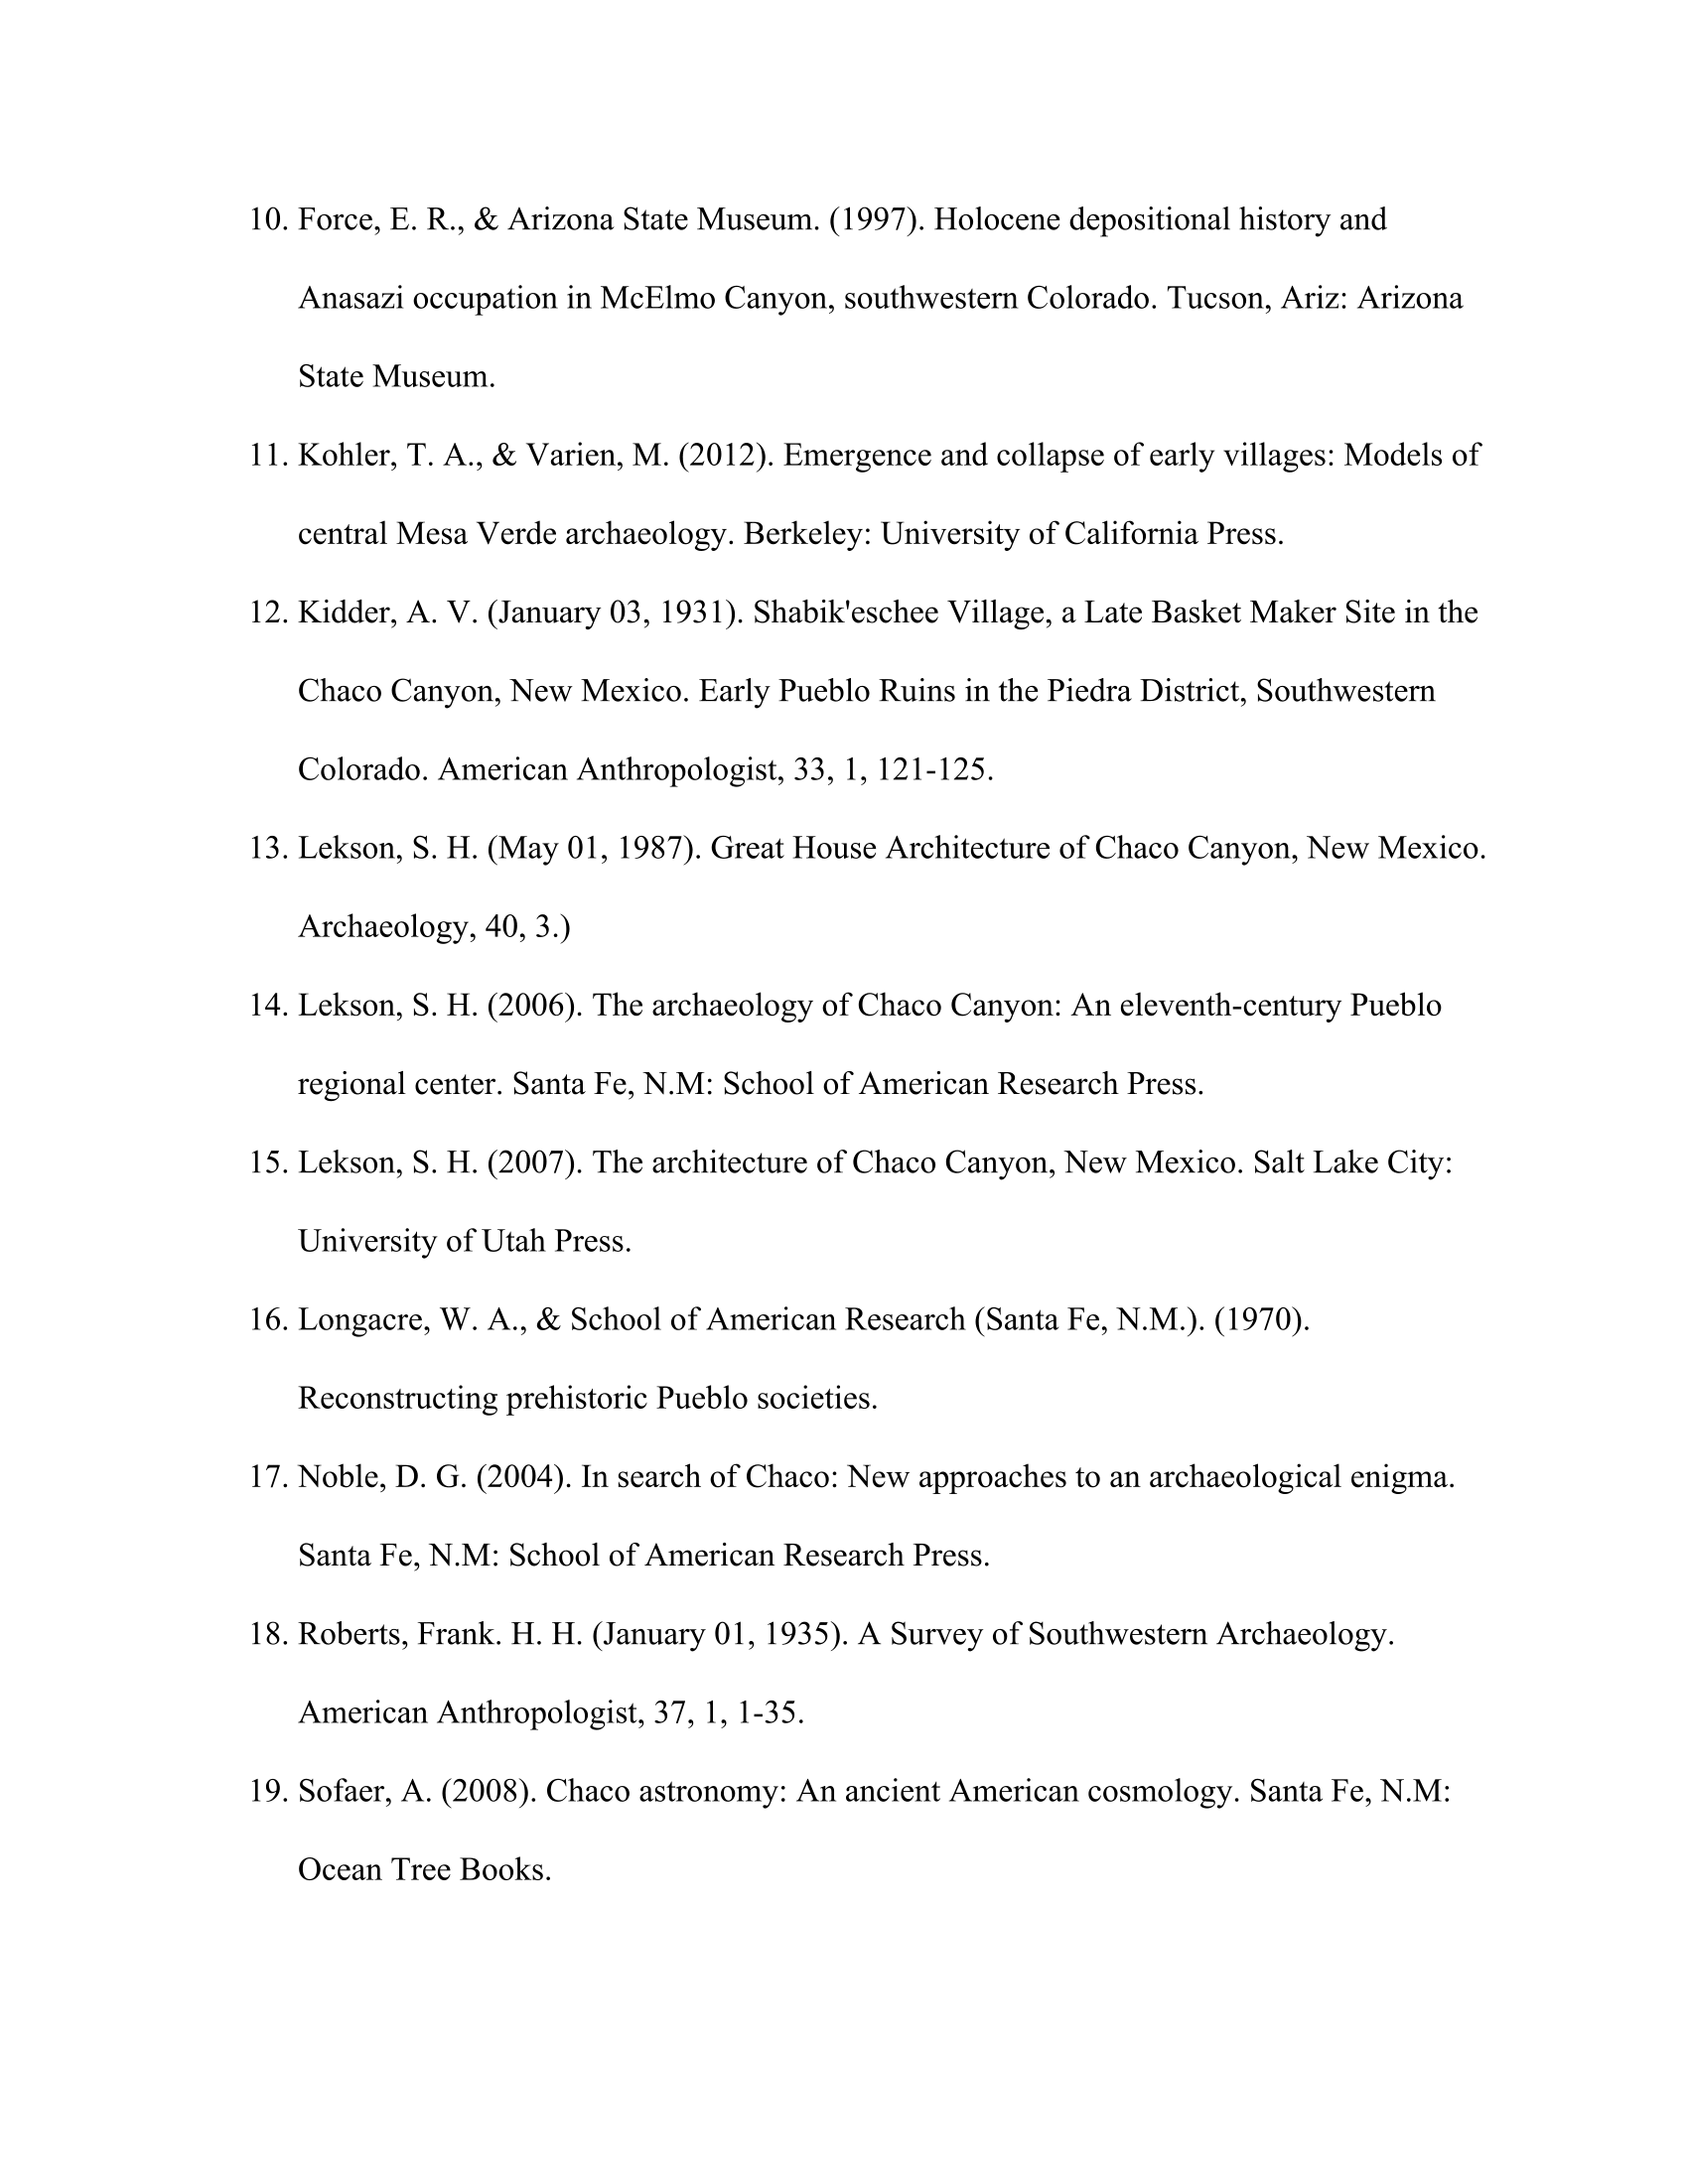 10. Force, E. R., & Arizona State Museum. (1997). Holocene depositional history and
Anasazi occupation in McElmo Canyon, southwestern Colorado. Tucson, Ariz: Arizona
State Museum.
11. Kohler, T. A., & Varien, M. (2012). Emergence and collapse of early villages: Models of
central Mesa Verde archaeology. Berkeley: University of California Press.
12. Kidder, A. V. (January 03, 1931). Shabik'eschee Village, a Late Basket Maker Site in the
Chaco Canyon, New Mexico. Early Pueblo Ruins in the Piedra District, Southwestern
Colorado. American Anthropologist, 33, 1, 121-125.
13. Lekson, S. H. (May 01, 1987). Great House Architecture of Chaco Canyon, New Mexico.
Archaeology, 40, 3.)
14. Lekson, S. H. (2006). The archaeology of Chaco Canyon: An eleventh-century Pueblo
regional center. Santa Fe, N.M: School of American Research Press.
15. Lekson, S. H. (2007). The architecture of Chaco Canyon, New Mexico. Salt Lake City:
University of Utah Press.
16. Longacre, W. A., & School of American Research (Santa Fe, N.M.). (1970).
Reconstructing prehistoric Pueblo societies.
17. Noble, D. G. (2004). In search of Chaco: New approaches to an archaeological enigma.
Santa Fe, N.M: School of American Research Press.
18. Roberts, Frank. H. H. (January 01, 1935). A Survey of Southwestern Archaeology.
American Anthropologist, 37, 1, 1-35.
19. Sofaer, A. (2008). Chaco astronomy: An ancient American cosmology. Santa Fe, N.M:
Ocean Tree Books.